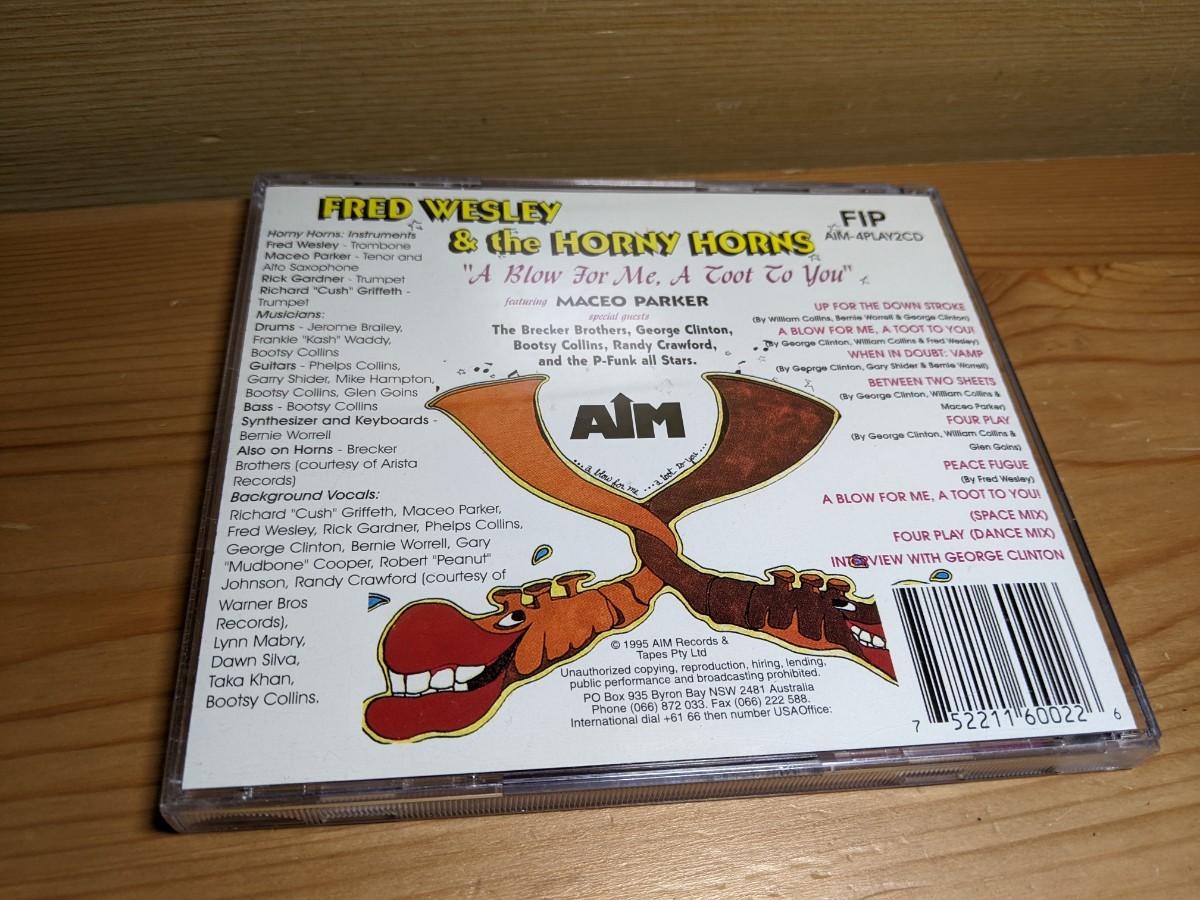 FRED WESLEY
& the HORNY HORNS
"A Blow For Me, A Toot To You"
featuring MACEO PARKER
special guests
The Brecker Brothers, George Clinton,
Bootsy Collins, Randy Crawford,
and the P-Funk all Stars.
FIP
AIM-4PLAY2CD
Horny Horns: Instruments
Fred Wesley - Trombone
Maceo Parker - Tenor and
Alto Saxophone
Rick Gardner - Trumpet
Richard "Cush" Griffeth -
Trumpet
Musicians:
Drums - Jerome Brailey,
Frankie "Kash" Waddy,
Bootsy Collins
Guitars - Phelps Collins,
Garry Shider, Mike Hampton,
Bootsy Collins, Glen Goins
Bass - Bootsy Collins
Synthesizer and Keyboards -
Bernie Worrell
Also on Horns - Brecker
Brothers (courtesy of Arista
Records)
Background Vocals:
Richard "Cush" Griffeth, Maceo Parker,
Fred Wesley, Rick Gardner, Phelps Collins,
George Clinton, Bernie Worrell, Gary
"Mudbone" Cooper, Robert "Peanut"
Johnson, Randy Crawford (courtesy of
Warner Bros
Records),
Lynn Mabry,
Dawn Silva,
Taka Khan,
Bootsy Collins.
AIM
...a blow for me ...a toot to you...
UP FOR THE DOWN STROKE
(By William Collins, Bernie Worrell & George Clinton)
A BLOW FOR ME, A TOOT TO YOU!
(By George Clinton, William Collins & Fred Wesley)
WHEN IN DOUBT: VAMP
(By George Clinton, Gary Shider & Bernie Worrell)
BETWEEN TWO SHEETS
(By George Clinton, William Collins &
Maceo Parker)
FOUR PLAY
(By George Clinton, William Collins &
Glen Goins)
PEACE FUGUE
(By Fred Wesley)
A BLOW FOR ME, A TOOT TO YOU!
(SPACE MIX)
FOUR PLAY (DANCE MIX)
INTERVIEW WITH GEORGE CLINTON
© 1995 AIM Records &
Tapes Pty Ltd
Unauthorized copying, reproduction, hiring, lending,
public performance and broadcasting prohibited.
PO Box 935 Byron Bay NSW 2481 Australia
Phone (066) 872 033. Fax (066) 222 588.
International dial +61 66 then number USAOffice:
7 52211 60022 6